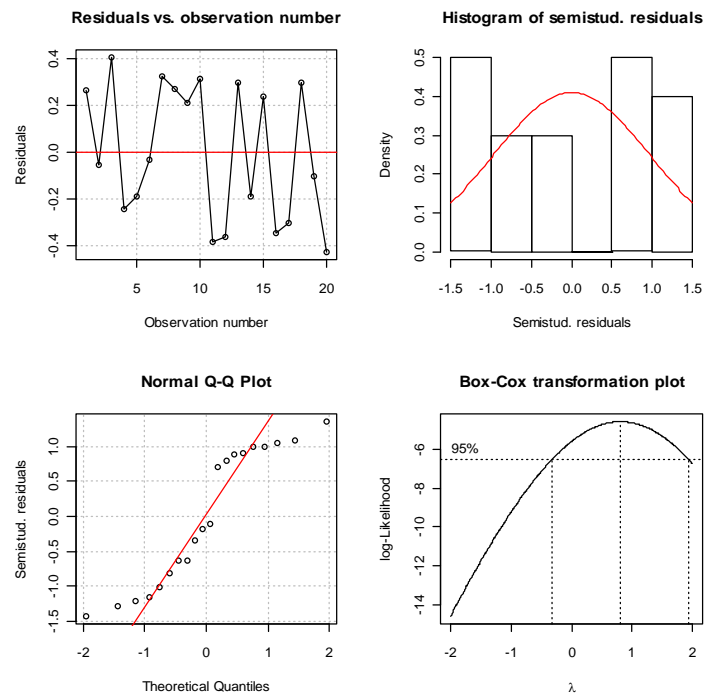 Residuals vs. observation number
Residuals
-0.4 -0.2 0.0 0.2 0.4
5 10 15 20
Observation number
Histogram of semistud. residuals
Density
0.0 0.1 0.2 0.3 0.4 0.5
-1.5 -1.0 -0.5 0.0 0.5 1.0 1.5
Semistud. residuals
Normal Q-Q Plot
Semistud. residuals
-1.5 -1.0 -0.5 0.0 0.5 1.0
-2 -1 0 1 2
Theoretical Quantiles
Box-Cox transformation plot
log-Likelihood
-14 -12 -10 -8 -6
95%
-2 -1 0 1 2
λ